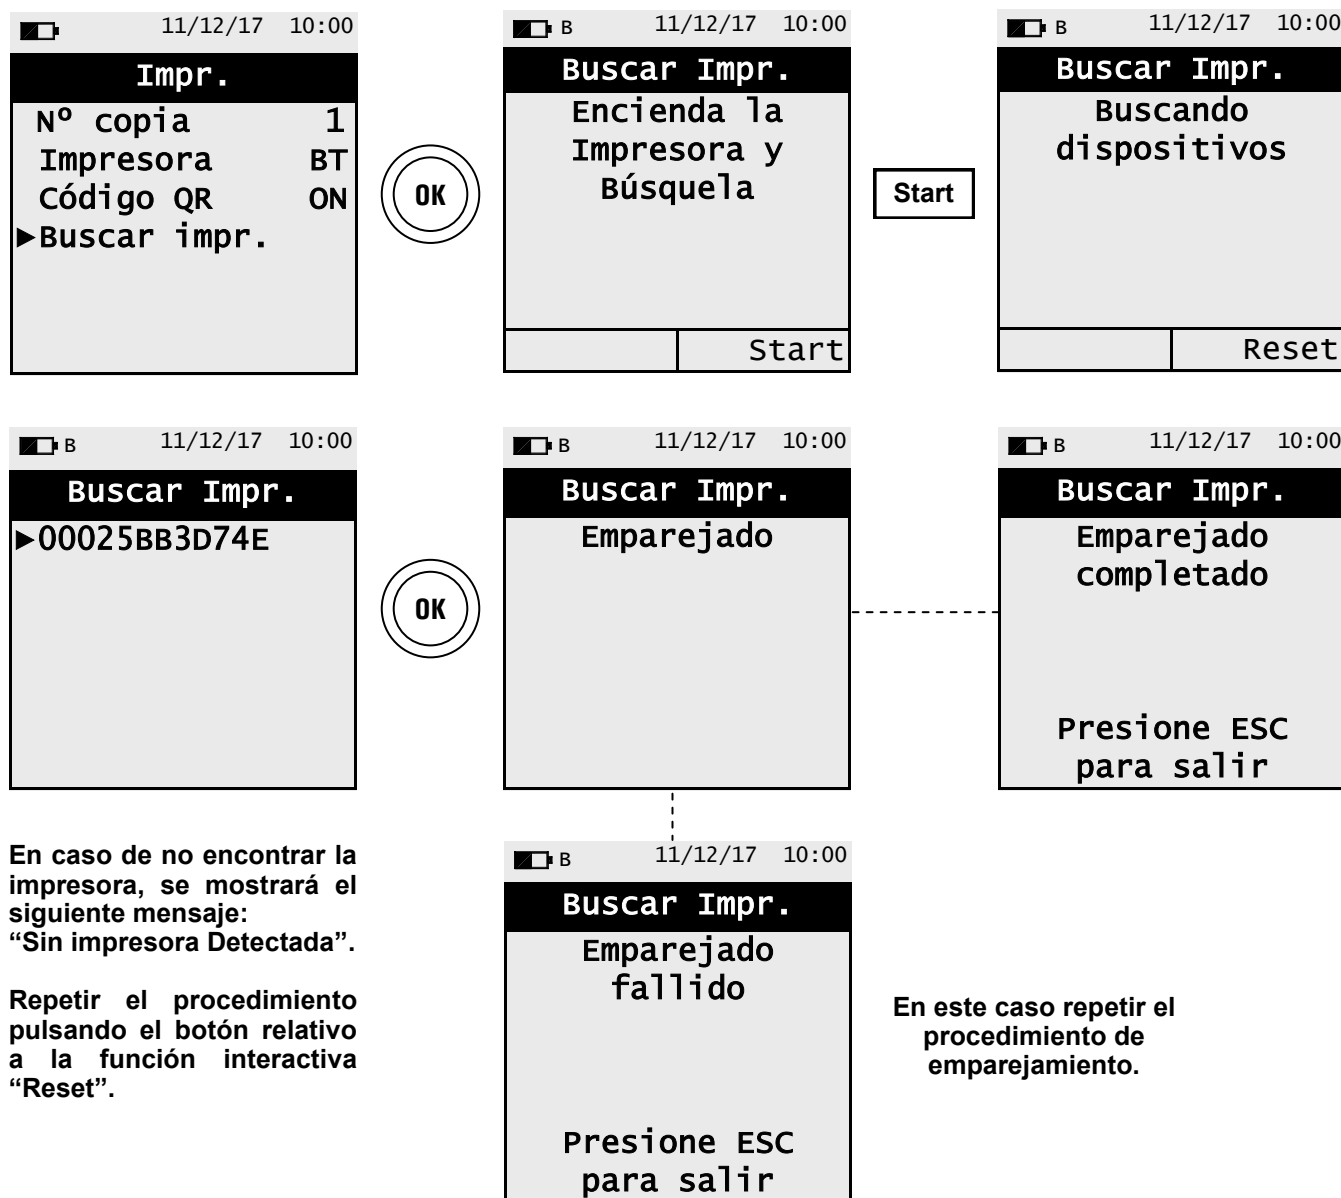 11/12/17 10:00
Impr.
Nº copia 1
Impresora BT
Código QR ON
►Buscar impr.
OK
B 11/12/17 10:00
Buscar Impr.
Encienda la
Impresora y
Búsquela
Start
Start
B 11/12/17 10:00
Buscar Impr.
Buscando
dispositivos
Reset
B 11/12/17 10:00
Buscar Impr.
►00025BB3D74E
OK
B 11/12/17 10:00
Buscar Impr.
Emparejado
B 11/12/17 10:00
Buscar Impr.
Emparejado
completado
Presione ESC
para salir
En caso de no encontrar la
impresora, se mostrará el
siguiente mensaje:
“Sin impresora Detectada”.
Repetir el procedimiento
pulsando el botón relativo
a la función interactiva
“Reset”.
B 11/12/17 10:00
Buscar Impr.
Emparejado
fallido
Presione ESC
para salir
En este caso repetir el
procedimiento de
emparejamiento.